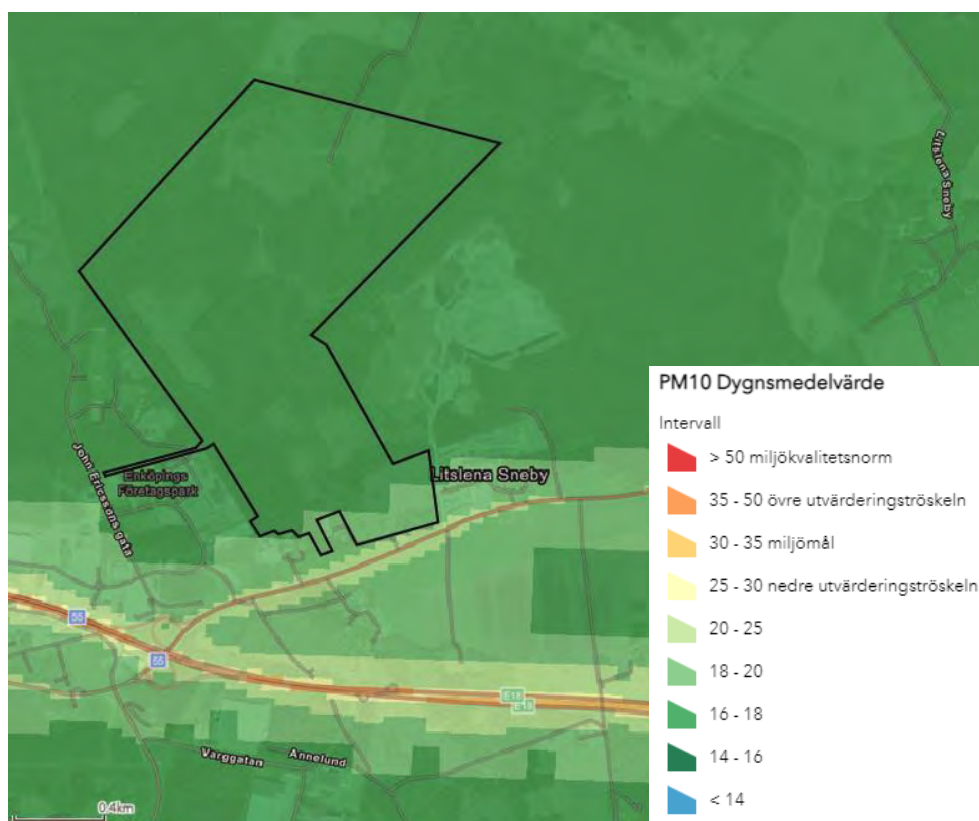 Litslena Sneby
John Ericssons gata
Enköpings
Företagspark
Litslena Sneby
55
55
E18
E18
Varggatan
Annelund
0.4km
PM10 Dygnsmedelvärde
Intervall
> 50 miljökvalitetsnorm
35 - 50 övre utvärderingströskeln
30 - 35 miljömål
25 - 30 nedre utvärderingströskeln
20 - 25
18 - 20
16 - 18
14 - 16
< 14